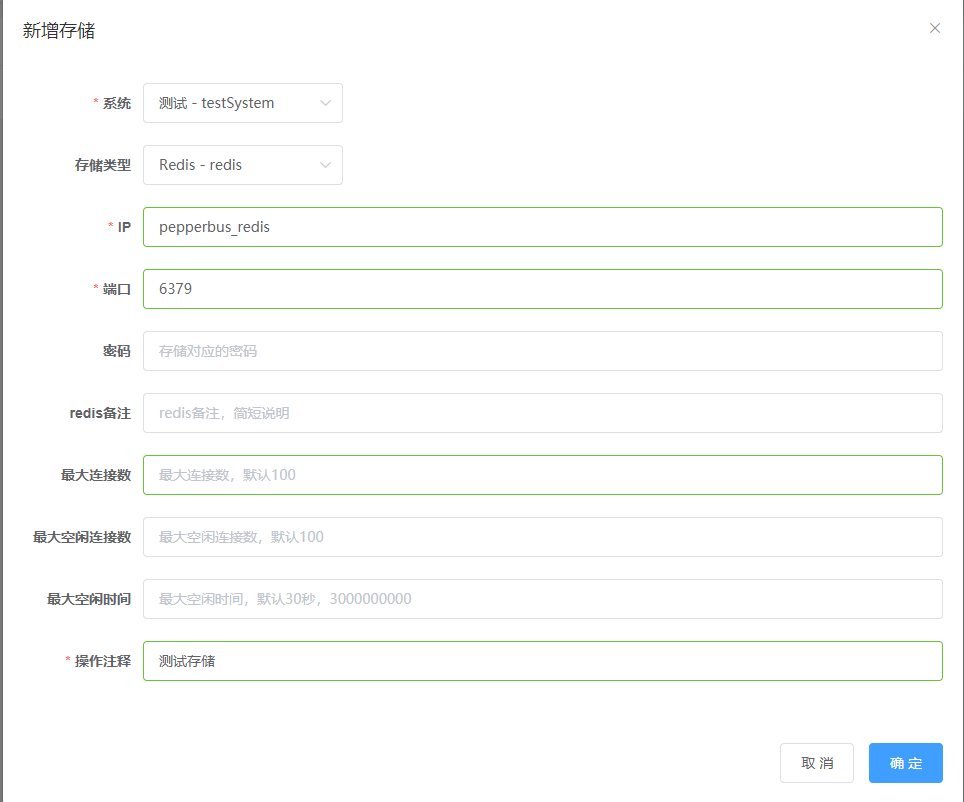 新增存储
* 系统 测试 - testSystem
存储类型 Redis - redis
* IP pepperbus_redis
* 端口 6379
密码 存储对应的密码
redis备注 redis备注，简短说明
最大连接数 最大连接数，默认100
最大空闲连接数 最大空闲连接数，默认100
最大空闲时间 最大空闲时间，默认30秒，3000000000
* 操作注释 测试存储
取 消 确 定